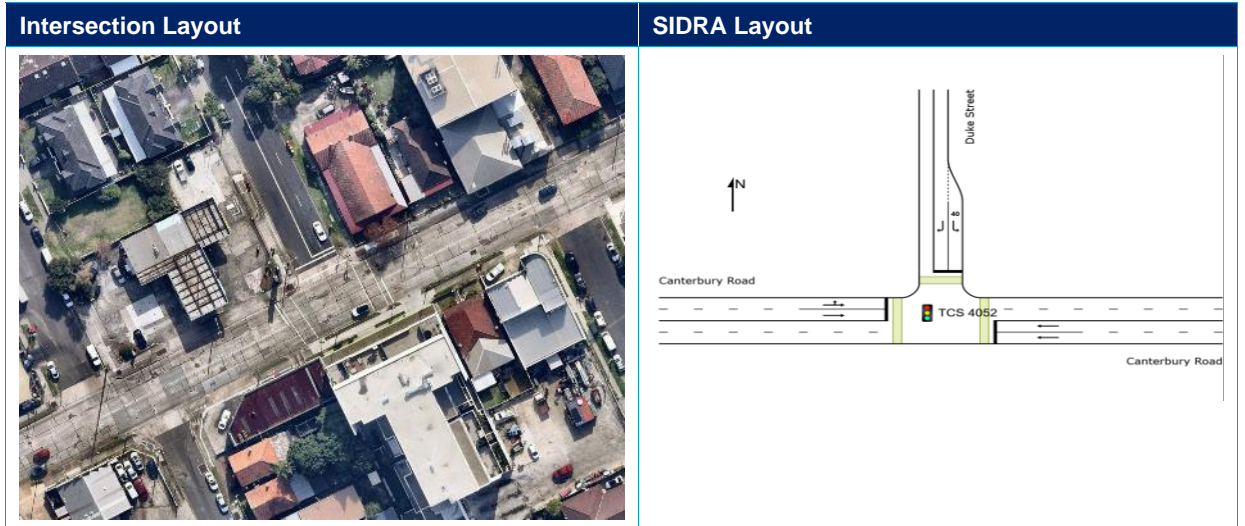 Intersection Layout
SIDRA Layout
Duke Street
N
40
Canterbury Road
TCS 4052
Canterbury Road